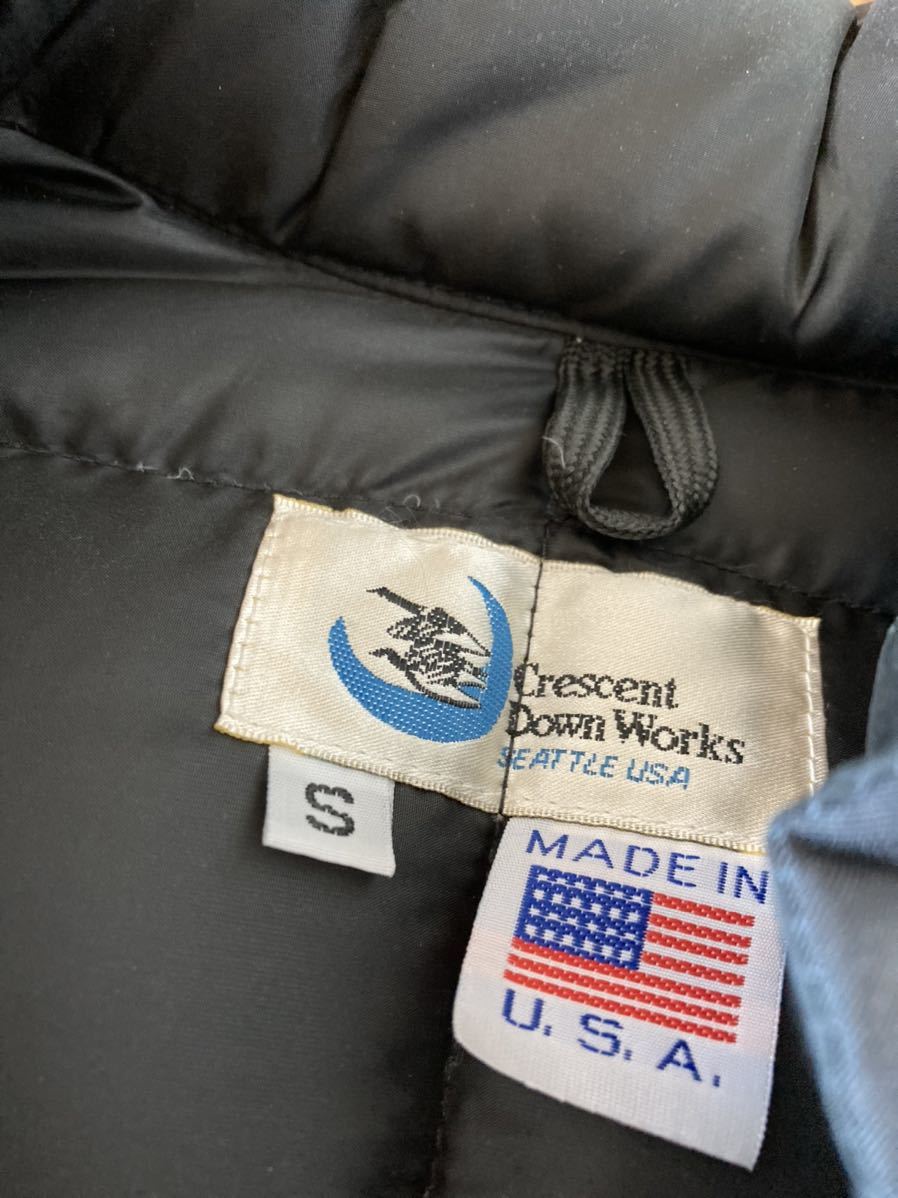 Crescent
Down Works
SEATTLE USA
S
MADE IN
U. S. A.